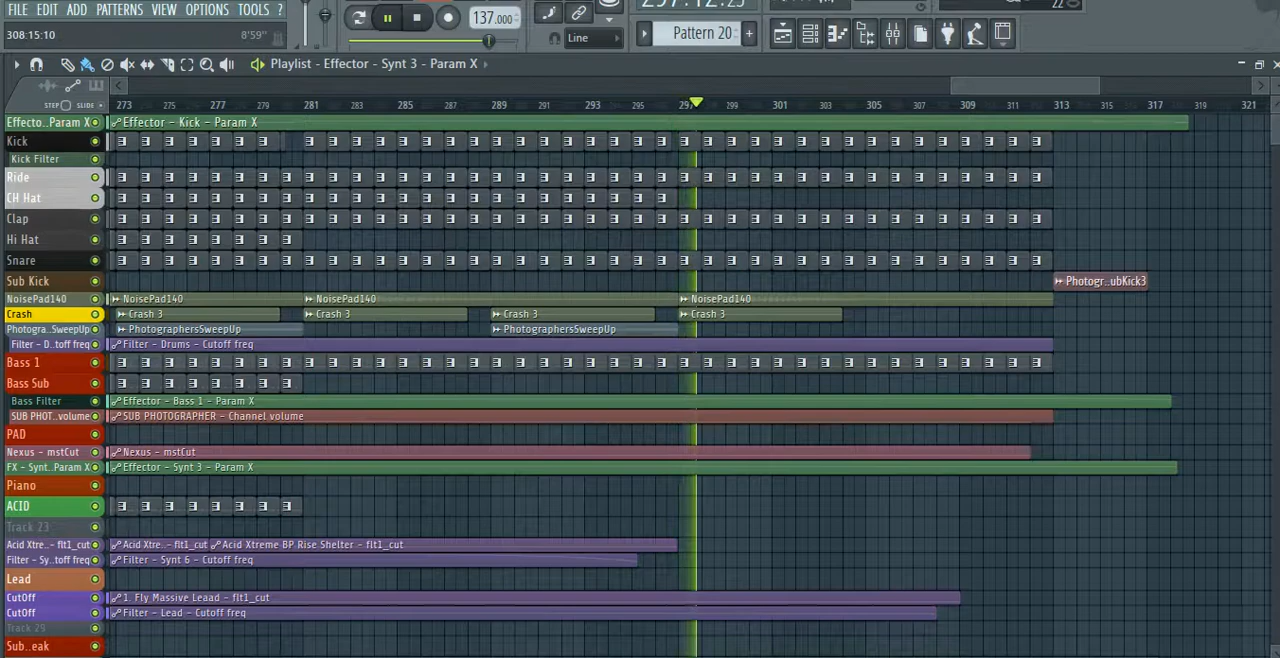 FILE EDIT ADD PATTERNS VIEW OPTIONS TOOLS ?
308:15:10 8'59"
137.000
Line
Pattern 20
22
Playlist - Effector - Synt 3 - Param X
STEP SLIDE
273 275 277 279 281 283 285 287 289 291 293 295 297 299 301 303 305 307 309 311 313 315 317 319 321
Effecto..Param X Effector - Kick - Param X
Kick
Kick Filter
Ride
CH Hat
Clap
Hi Hat
Snare
Sub Kick Photogr..ubKick3
NoisePad140 NoisePad140 NoisePad140 NoisePad140
Crash Crash 3 Crash 3 Crash 3 Crash 3
Photogra..SweepUp PhotographersSweepUp PhotographersSweepUp
Filter - D..toff freq Filter - Drums - Cutoff freq
Bass 1
Bass Sub
Bass Filter Effector - Bass 1 - Param X
SUB PHOT..volume SUB PHOTOGRAPHER - Channel volume
PAD
Nexus - mstCut Nexus - mstCut
FX - Synt..Param X Effector - Synt 3 - Param X
Piano
ACID
Track 23
Acid Xtre..- flt1_cut Acid Xtre..- flt1_cut Acid Xtreme BP Rise Shelter - flt1_cut
Filter - Sy..toff freq Filter - Synt 6 - Cutoff freq
Lead
CutOff 1. Fly Massive Leaad - flt1_cut
CutOff Filter - Lead - Cutoff freq
Track 29
Sub..eak